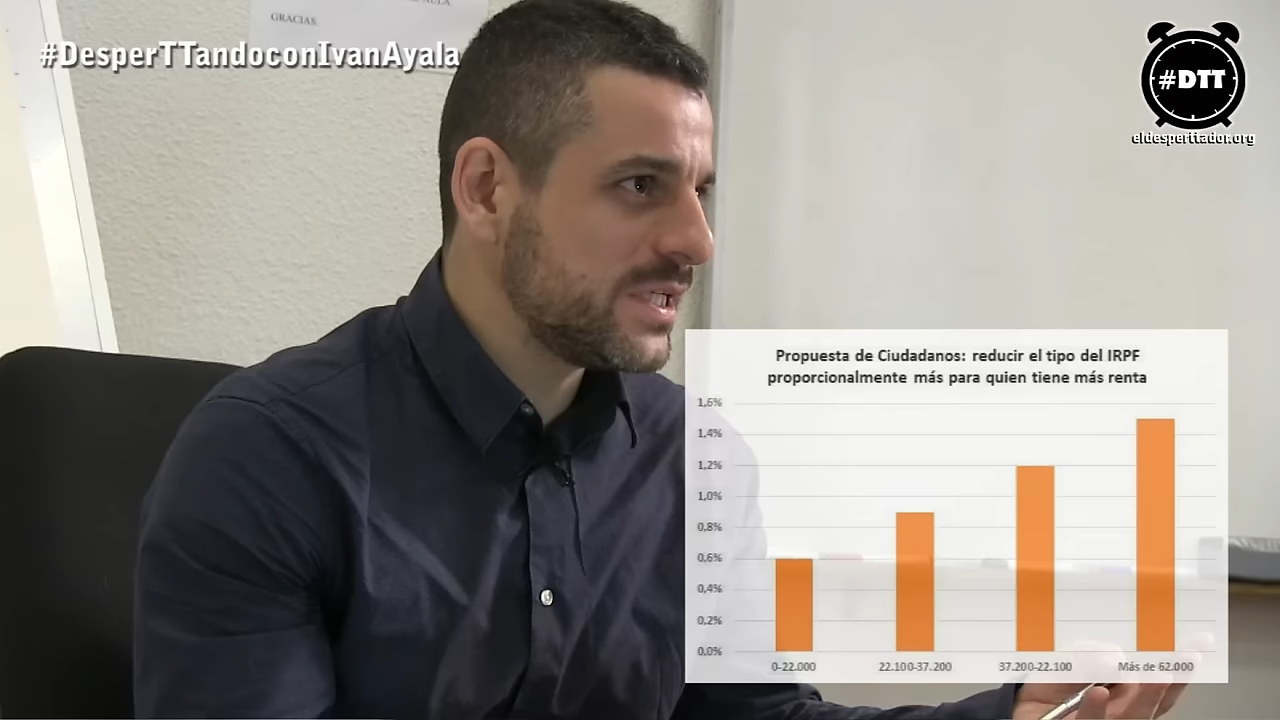 GRACIAS.
#DesperTTandoconIvanAyala
#DTT
eldesperttador.org
Propuesta de Ciudadanos: reducir el tipo del IRPF
proporcionalmente más para quien tiene más renta
1,6%
1,4%
1,2%
1,0%
0,8%
0,6%
0,4%
0,2%
0,0%
0-22.000
22.100-37.200
37.200-22.100
Más de 62.000